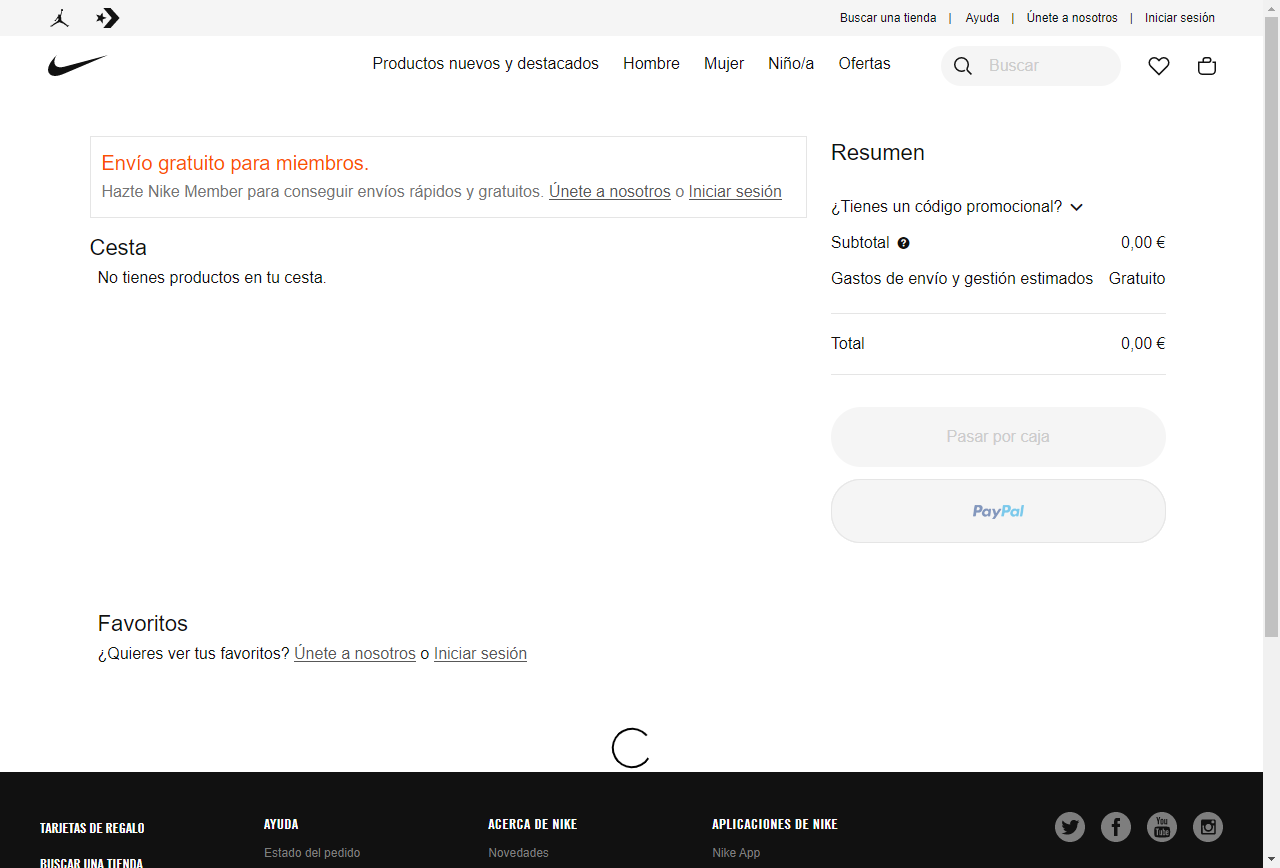 Buscar una tienda | Ayuda | Únete a nosotros | Iniciar sesión
Productos nuevos y destacados Hombre Mujer Niño/a Ofertas Buscar
Envío gratuito para miembros.
Hazte Nike Member para conseguir envíos rápidos y gratuitos. Únete a nosotros o Iniciar sesión
Cesta
No tienes productos en tu cesta.
Resumen
¿Tienes un código promocional?
Subtotal ? 0,00 €
Gastos de envío y gestión estimados Gratuito
Total 0,00 €
Pasar por caja
PayPal
Favoritos
¿Quieres ver tus favoritos? Únete a nosotros o Iniciar sesión
TARJETAS DE REGALO
BUSCAR UNA TIENDA
AYUDA
Estado del pedido
ACERCA DE NIKE
Novedades
APLICACIONES DE NIKE
Nike App
You
Tube